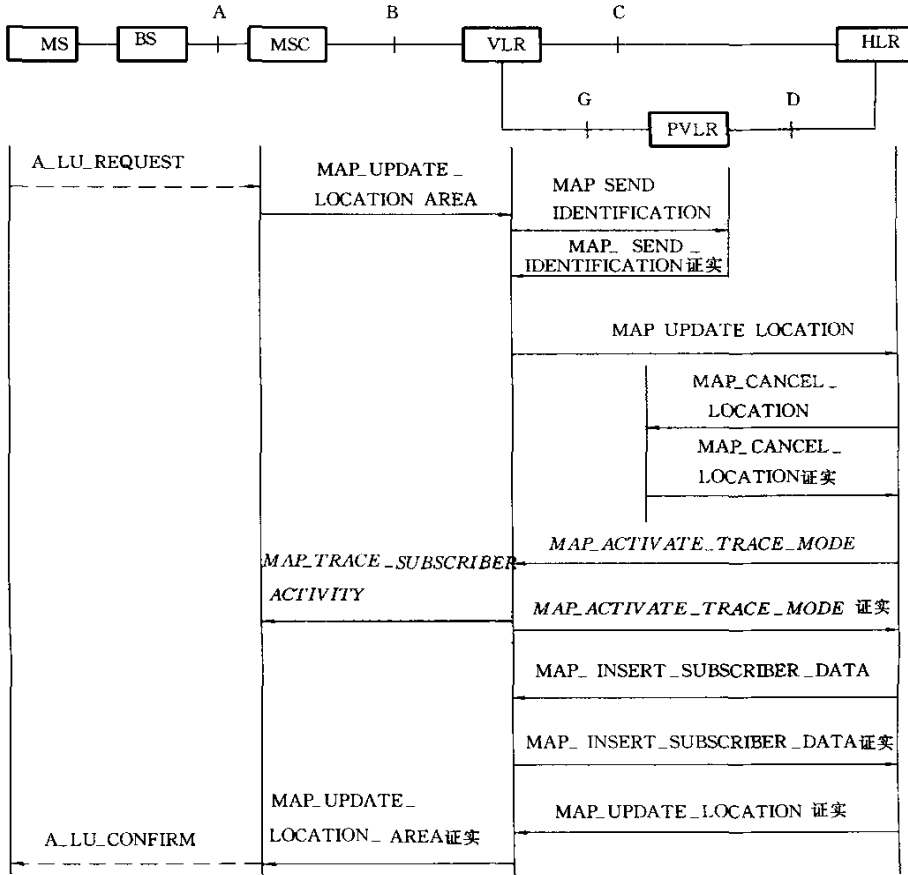 A B C
MS BS MSC VLR HLR
G D
PVLR
A_LU_REQUEST
MAP_UPDATE_
LOCATION AREA
MAP SEND
IDENTIFICATION
MAP_ SEND_
IDENTIFICATION证实
MAP UPDATE LOCATION
MAP_CANCEL_
LOCATION
MAP_CANCEL_
LOCATION证实
MAP_ACTIVATE_TRACE_MODE
MAP_TRACE_SUBSCRIBER
ACTIVITY
MAP_ACTIVATE_TRACE_MODE 证实
MAP_ INSERT_SUBSCRIBER_DATA
MAP_ INSERT_SUBSCRIBER_DATA证实
MAP_UPDATE_
LOCATION_ AREA证实
MAP_UPDATE_LOCATION 证实
A_LU_CONFIRM